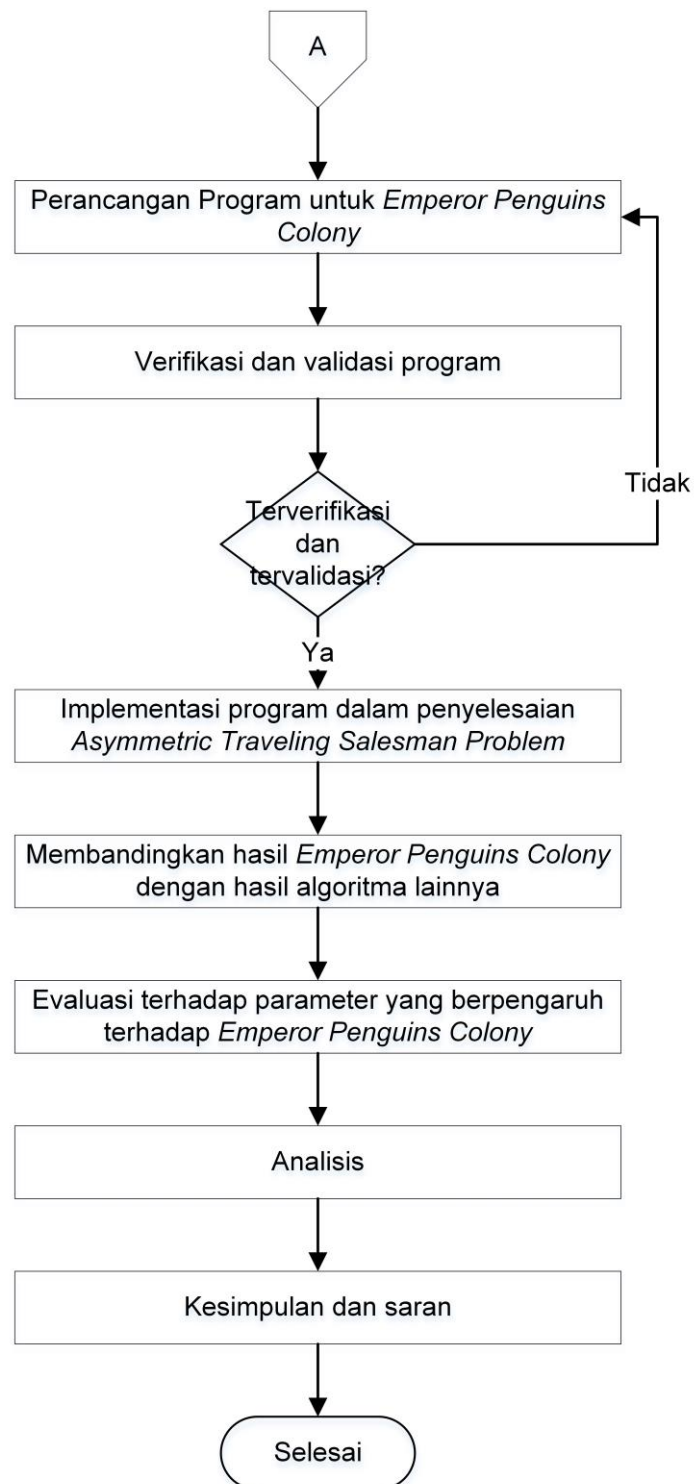 A
Perancangan Program untuk Emperor Penguins
Colony
Verifikasi dan validasi program
Terverifikasi
dan
tervalidasi?
Tidak
Ya
Implementasi program dalam penyelesaian
Asymmetric Traveling Salesman Problem
Membandingkan hasil Emperor Penguins Colony
dengan hasil algoritma lainnya
Evaluasi terhadap parameter yang berpengaruh
terhadap Emperor Penguins Colony
Analisis
Kesimpulan dan saran
Selesai